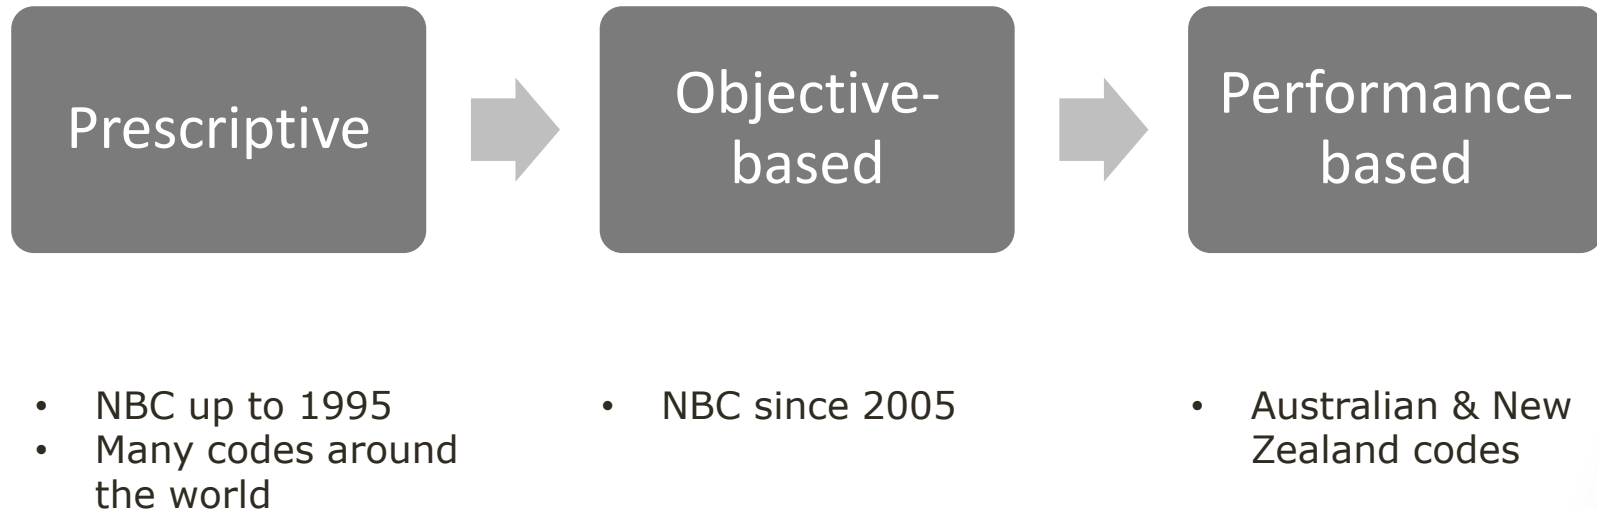 Prescriptive
Objective-
based
Performance-
based
• NBC up to 1995
• Many codes around
the world
• NBC since 2005
• Australian & New
Zealand codes